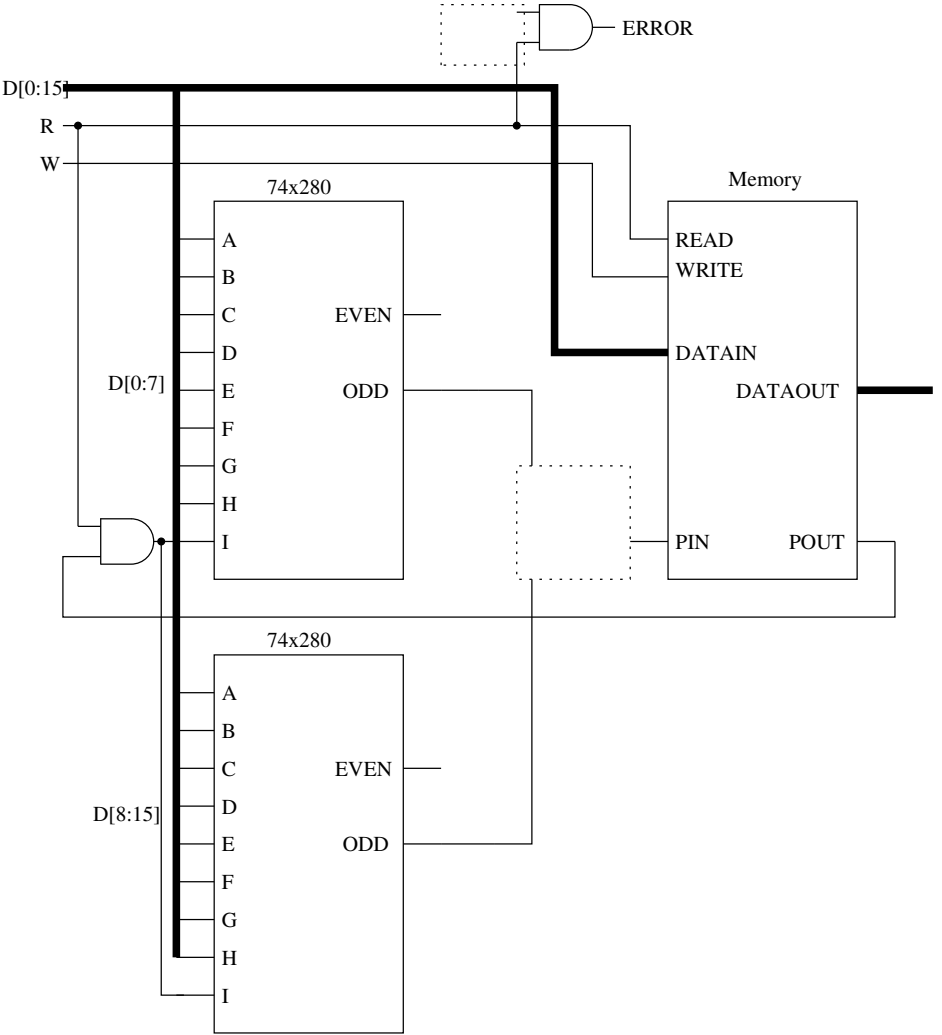 ERROR
D[0:15]
R
W
74x280
Memory
A
READ
WRITE
B
C
EVEN
D
DATAIN
D[0:7]
E
ODD
DATAOUT
F
G
H
I
PIN
POUT
74x280
A
B
C
EVEN
D
D[8:15]
E
ODD
F
G
H
I